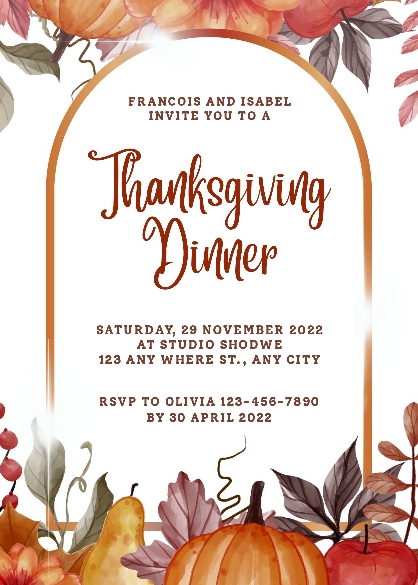 FRANCOIS AND ISABEL
INVITE YOU TO A
Thanksgiving
Dinner
SATURDAY, 29 NOVEMBER 2022
AT STUDIO SHODWE
123 ANY WHERE ST., ANY CITY
RSVP TO OLIVIA 123-456-7890
BY 30 APRIL 2022